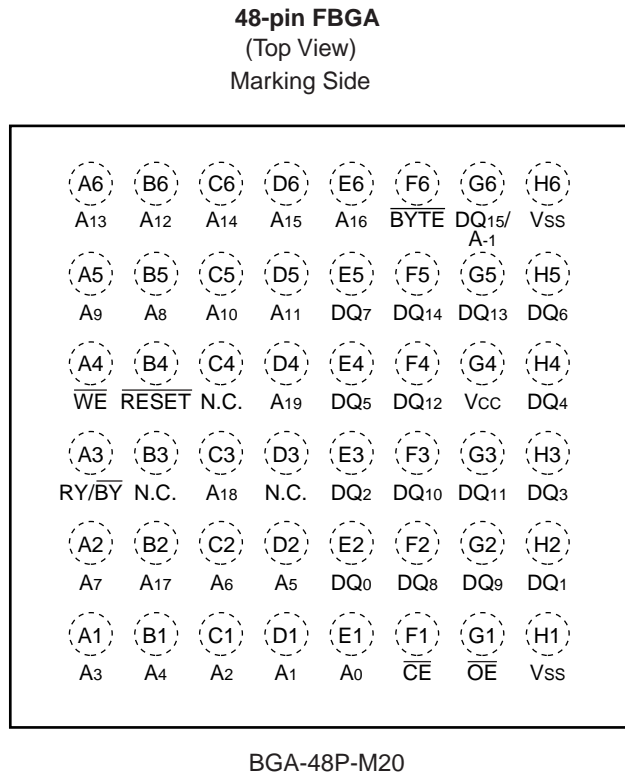 48-pin FBGA
(Top View)
Marking Side
A6 B6 C6 D6 E6 F6 G6 H6
A13 A12 A14 A15 A16 BYTE DQ15/ VSS
A-1
A5 B5 C5 D5 E5 F5 G5 H5
A9 A8 A10 A11 DQ7 DQ14 DQ13 DQ6
A4 B4 C4 D4 E4 F4 G4 H4
WE RESET N.C. A19 DQ5 DQ12 VCC DQ4
A3 B3 C3 D3 E3 F3 G3 H3
RY/BY N.C. A18 N.C. DQ2 DQ10 DQ11 DQ3
A2 B2 C2 D2 E2 F2 G2 H2
A7 A17 A6 A5 DQ0 DQ8 DQ9 DQ1
A1 B1 C1 D1 E1 F1 G1 H1
A3 A4 A2 A1 A0 CE OE VSS
BGA-48P-M20